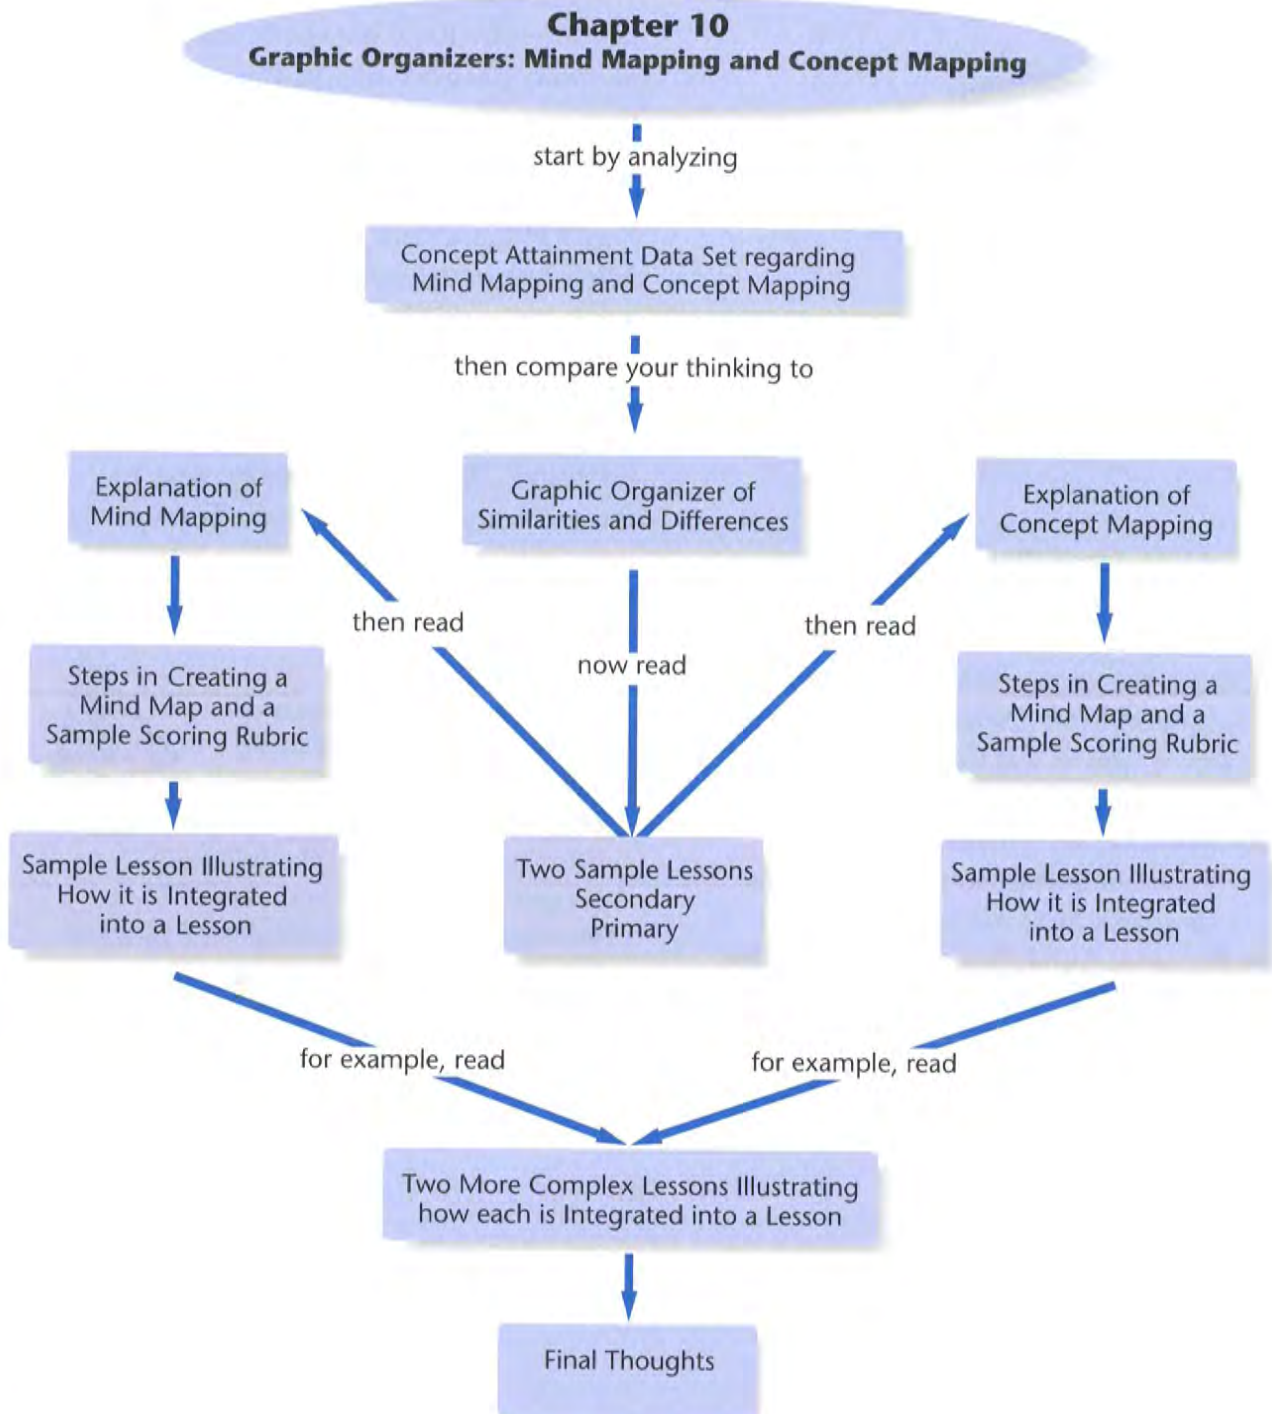 Chapter 10
Graphic Organizers: Mind Mapping and Concept Mapping
start by analyzing
Concept Attainment Data Set regarding
Mind Mapping and Concept Mapping
then compare your thinking to
Explanation of
Mind Mapping
Graphic Organizer of
Similarities and Differences
Explanation of
Concept Mapping
then read
now read
then read
Steps in Creating a
Mind Map and a
Sample Scoring Rubric
Steps in Creating a
Mind Map and a
Sample Scoring Rubric
Sample Lesson Illustrating
How it is Integrated
into a Lesson
Two Sample Lessons
Secondary
Primary
Sample Lesson Illustrating
How it is Integrated
into a Lesson
for example, read
for example, read
Two More Complex Lessons Illustrating
how each is Integrated into a Lesson
Final Thoughts